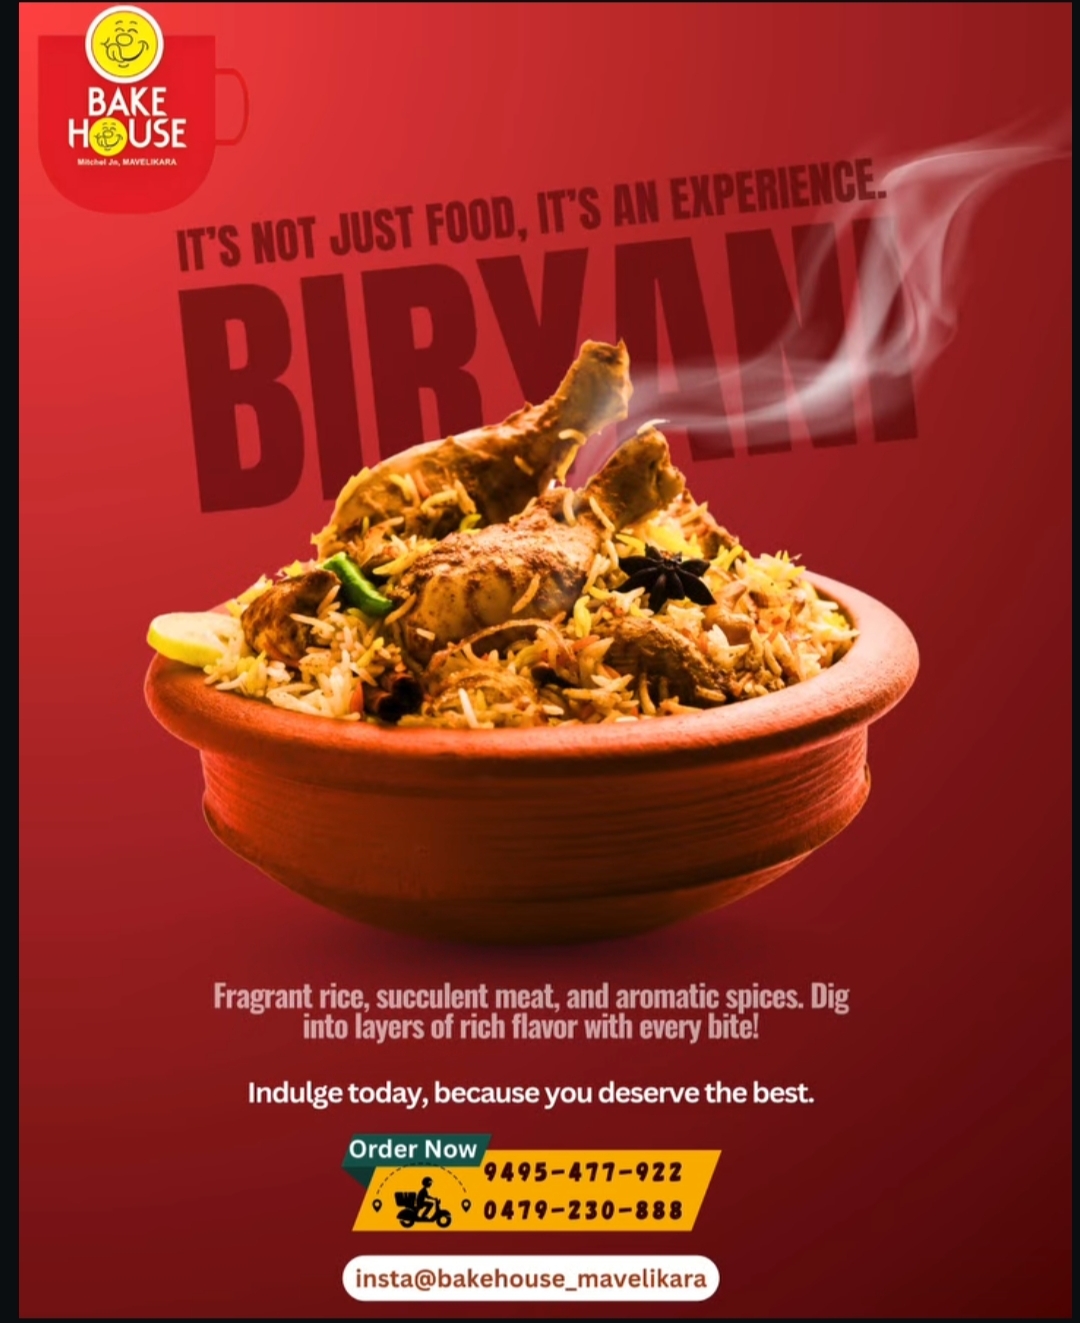 BAKE
HOUSE
Mitchel Jn, MAVELIKARA
IT'S NOT JUST FOOD, IT'S AN EXPERIENCE.
BIRYANI
Fragrant rice, succulent meat, and aromatic spices. Dig
into layers of rich flavor with every bite!
Indulge today, because you deserve the best.
Order Now
9495-477-922
0479-230-888
insta@bakehouse_mavelikara